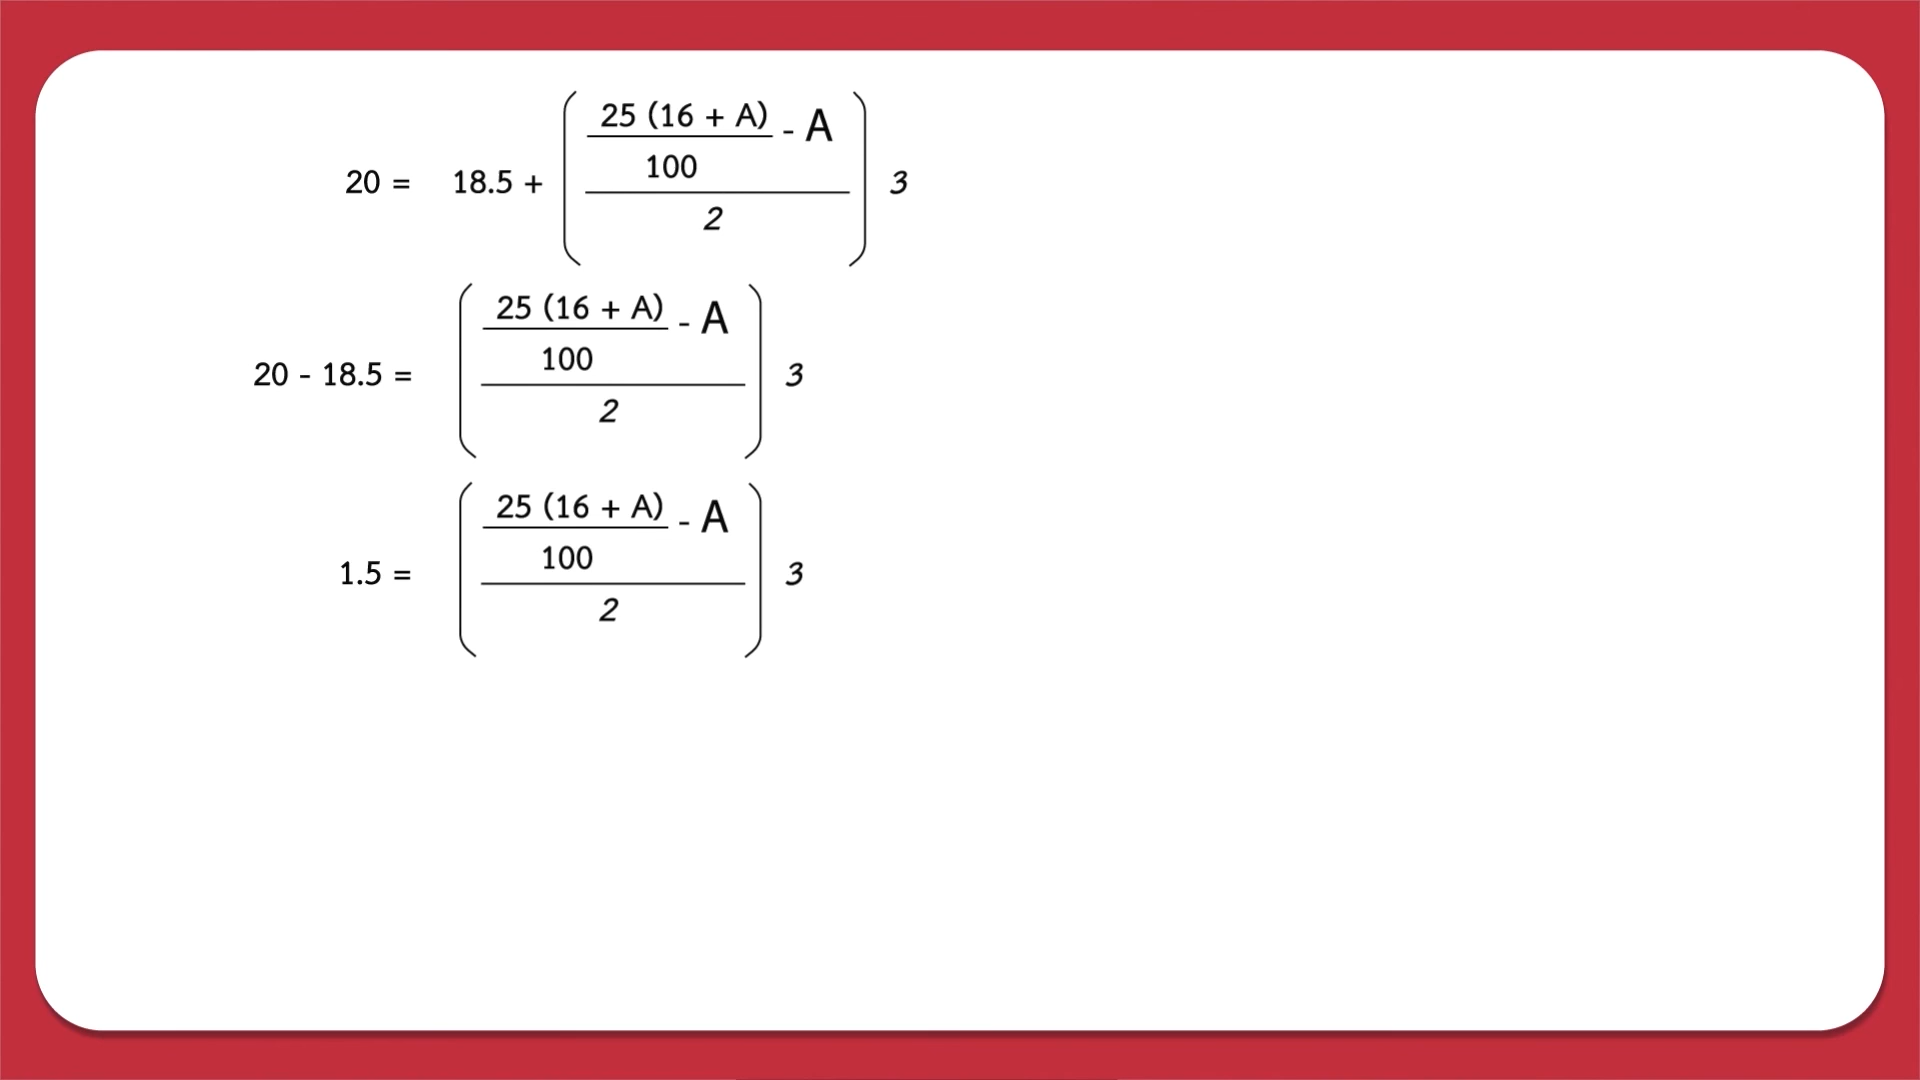 20 = 18.5 + ( 25 (16 + A) / 100 - A / 2 ) 3
20 - 18.5 = ( 25 (16 + A) / 100 - A / 2 ) 3
1.5 = ( 25 (16 + A) / 100 - A / 2 ) 3